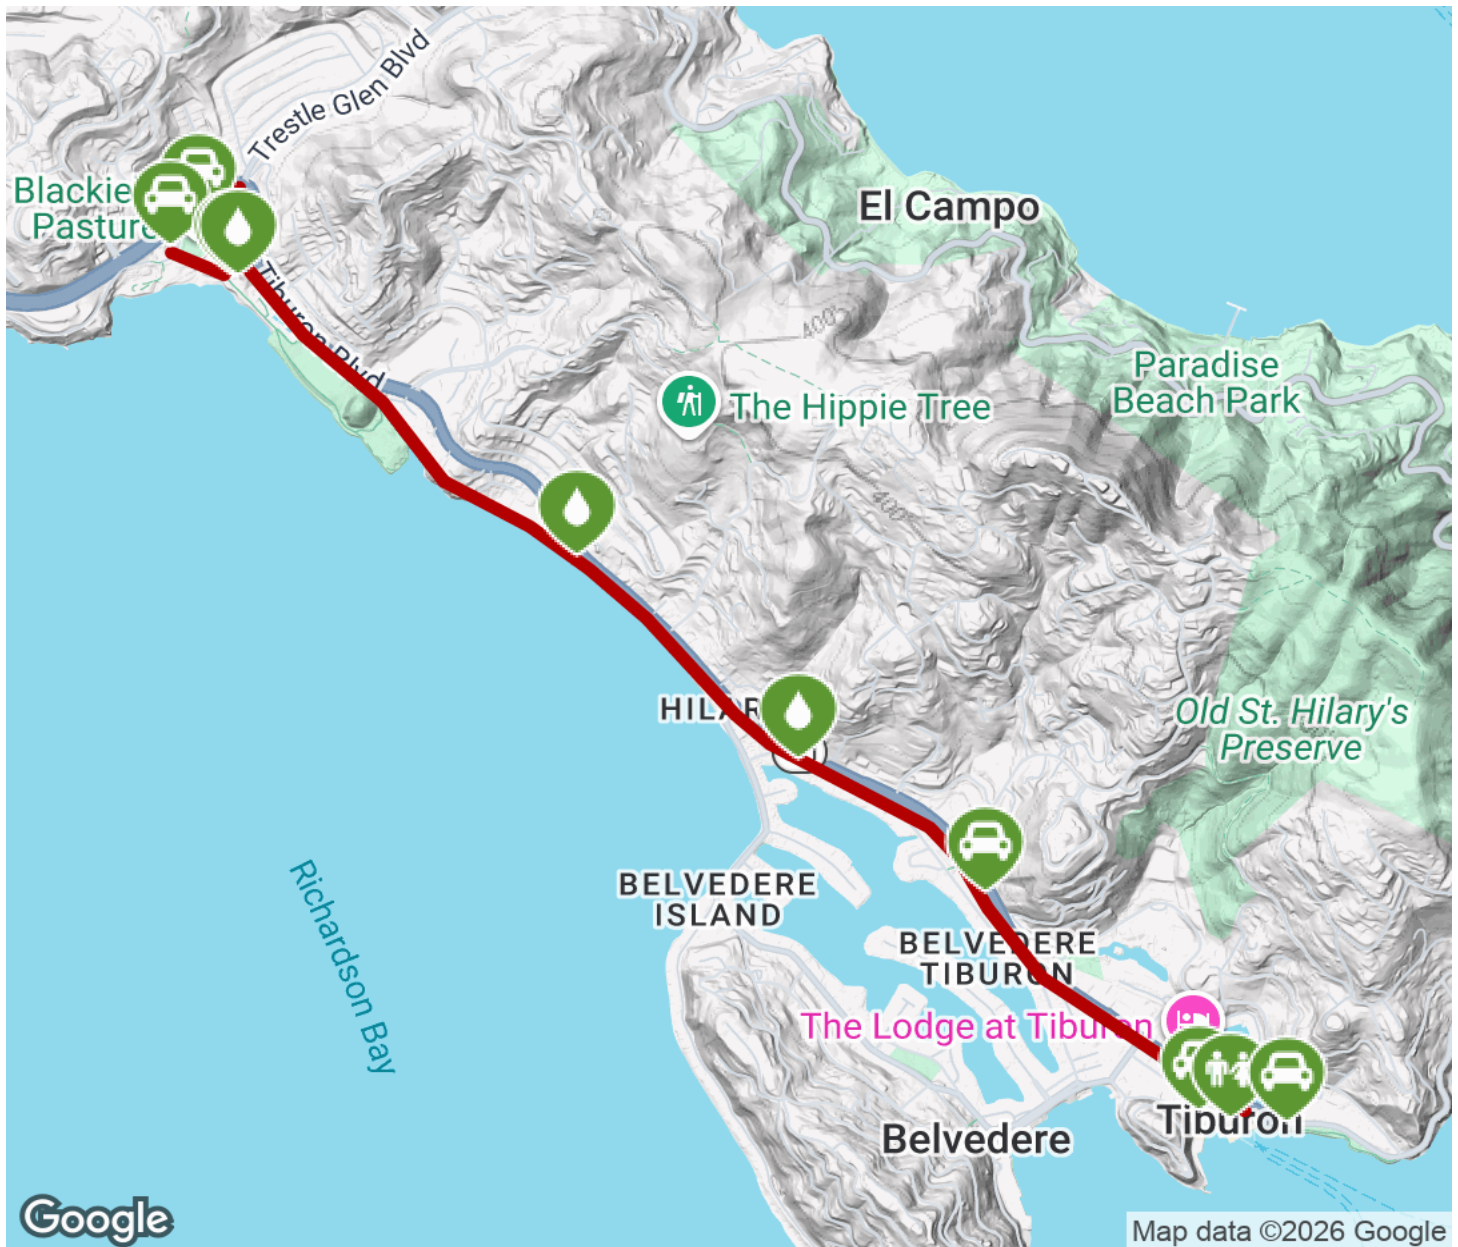 Trestle Glen Blvd
Blackie
Pasture
El Campo
Tiburon Blvd
400
Paradise
Beach Park
The Hippie Tree
400
HILAR
Old St. Hilary's
Preserve
BELVEDERE
ISLAND
Richardson Bay
BELVEDERE
TIBURON
The Lodge at Tiburon
Tiburon
Belvedere
Google
Map data ©2026 Google